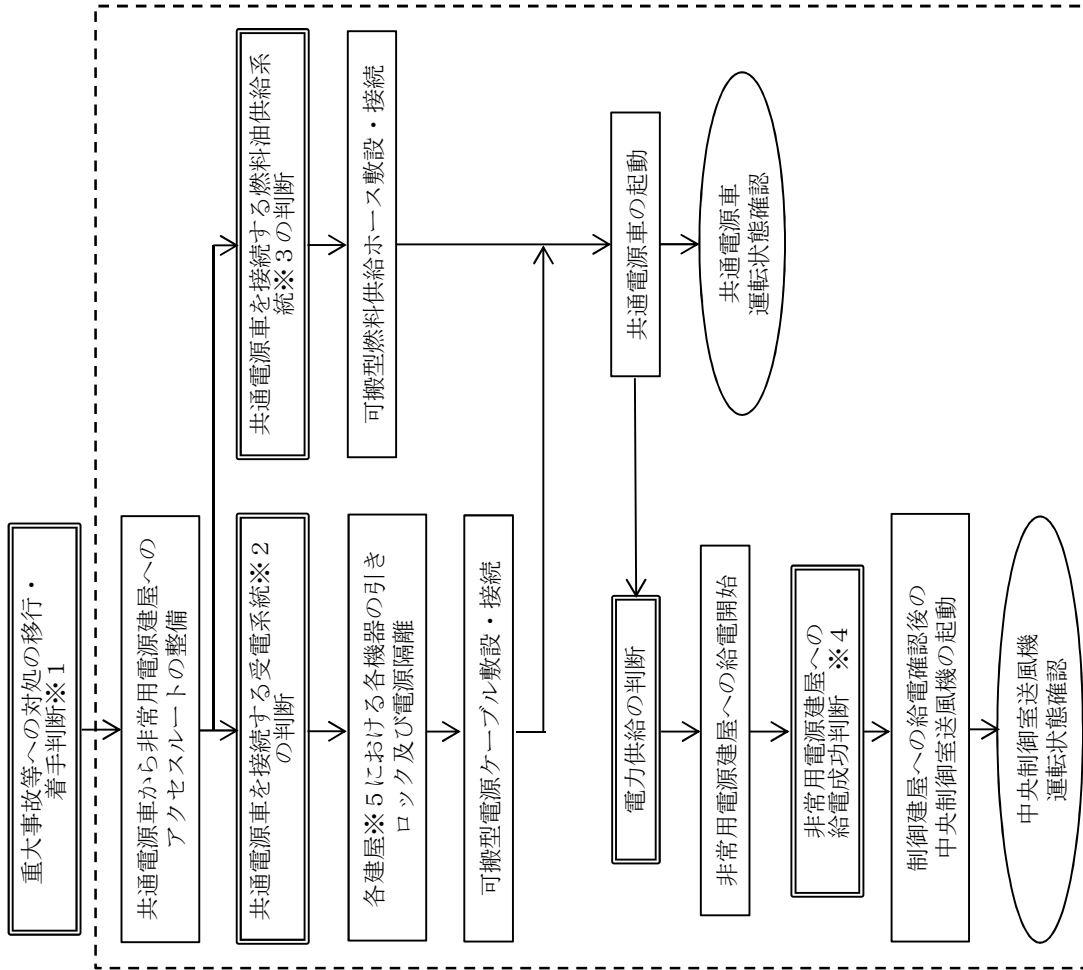 重大事故等への対処の移行・
着手判断※1
共通電源車から非常用電源建屋への
アクセスルートの整備
共通電源車を接続する受電系統※2
の判断
各建屋※5における各機器の引き
ロック及び電源隔離
可搬型電源ケーブル敷設・接続
共通電源車を接続する燃料油供給系
統※3の判断
可搬型燃料供給ホース敷設・接続
共通電源車の起動
共通電源車
運転状態確認
電力供給の判断
非常用電源建屋への給電開始
非常用電源建屋への
給電成功判断 ※4
制御建屋への給電確認後の
中央制御室送風機の起動
中央制御室送風機
運転状態確認